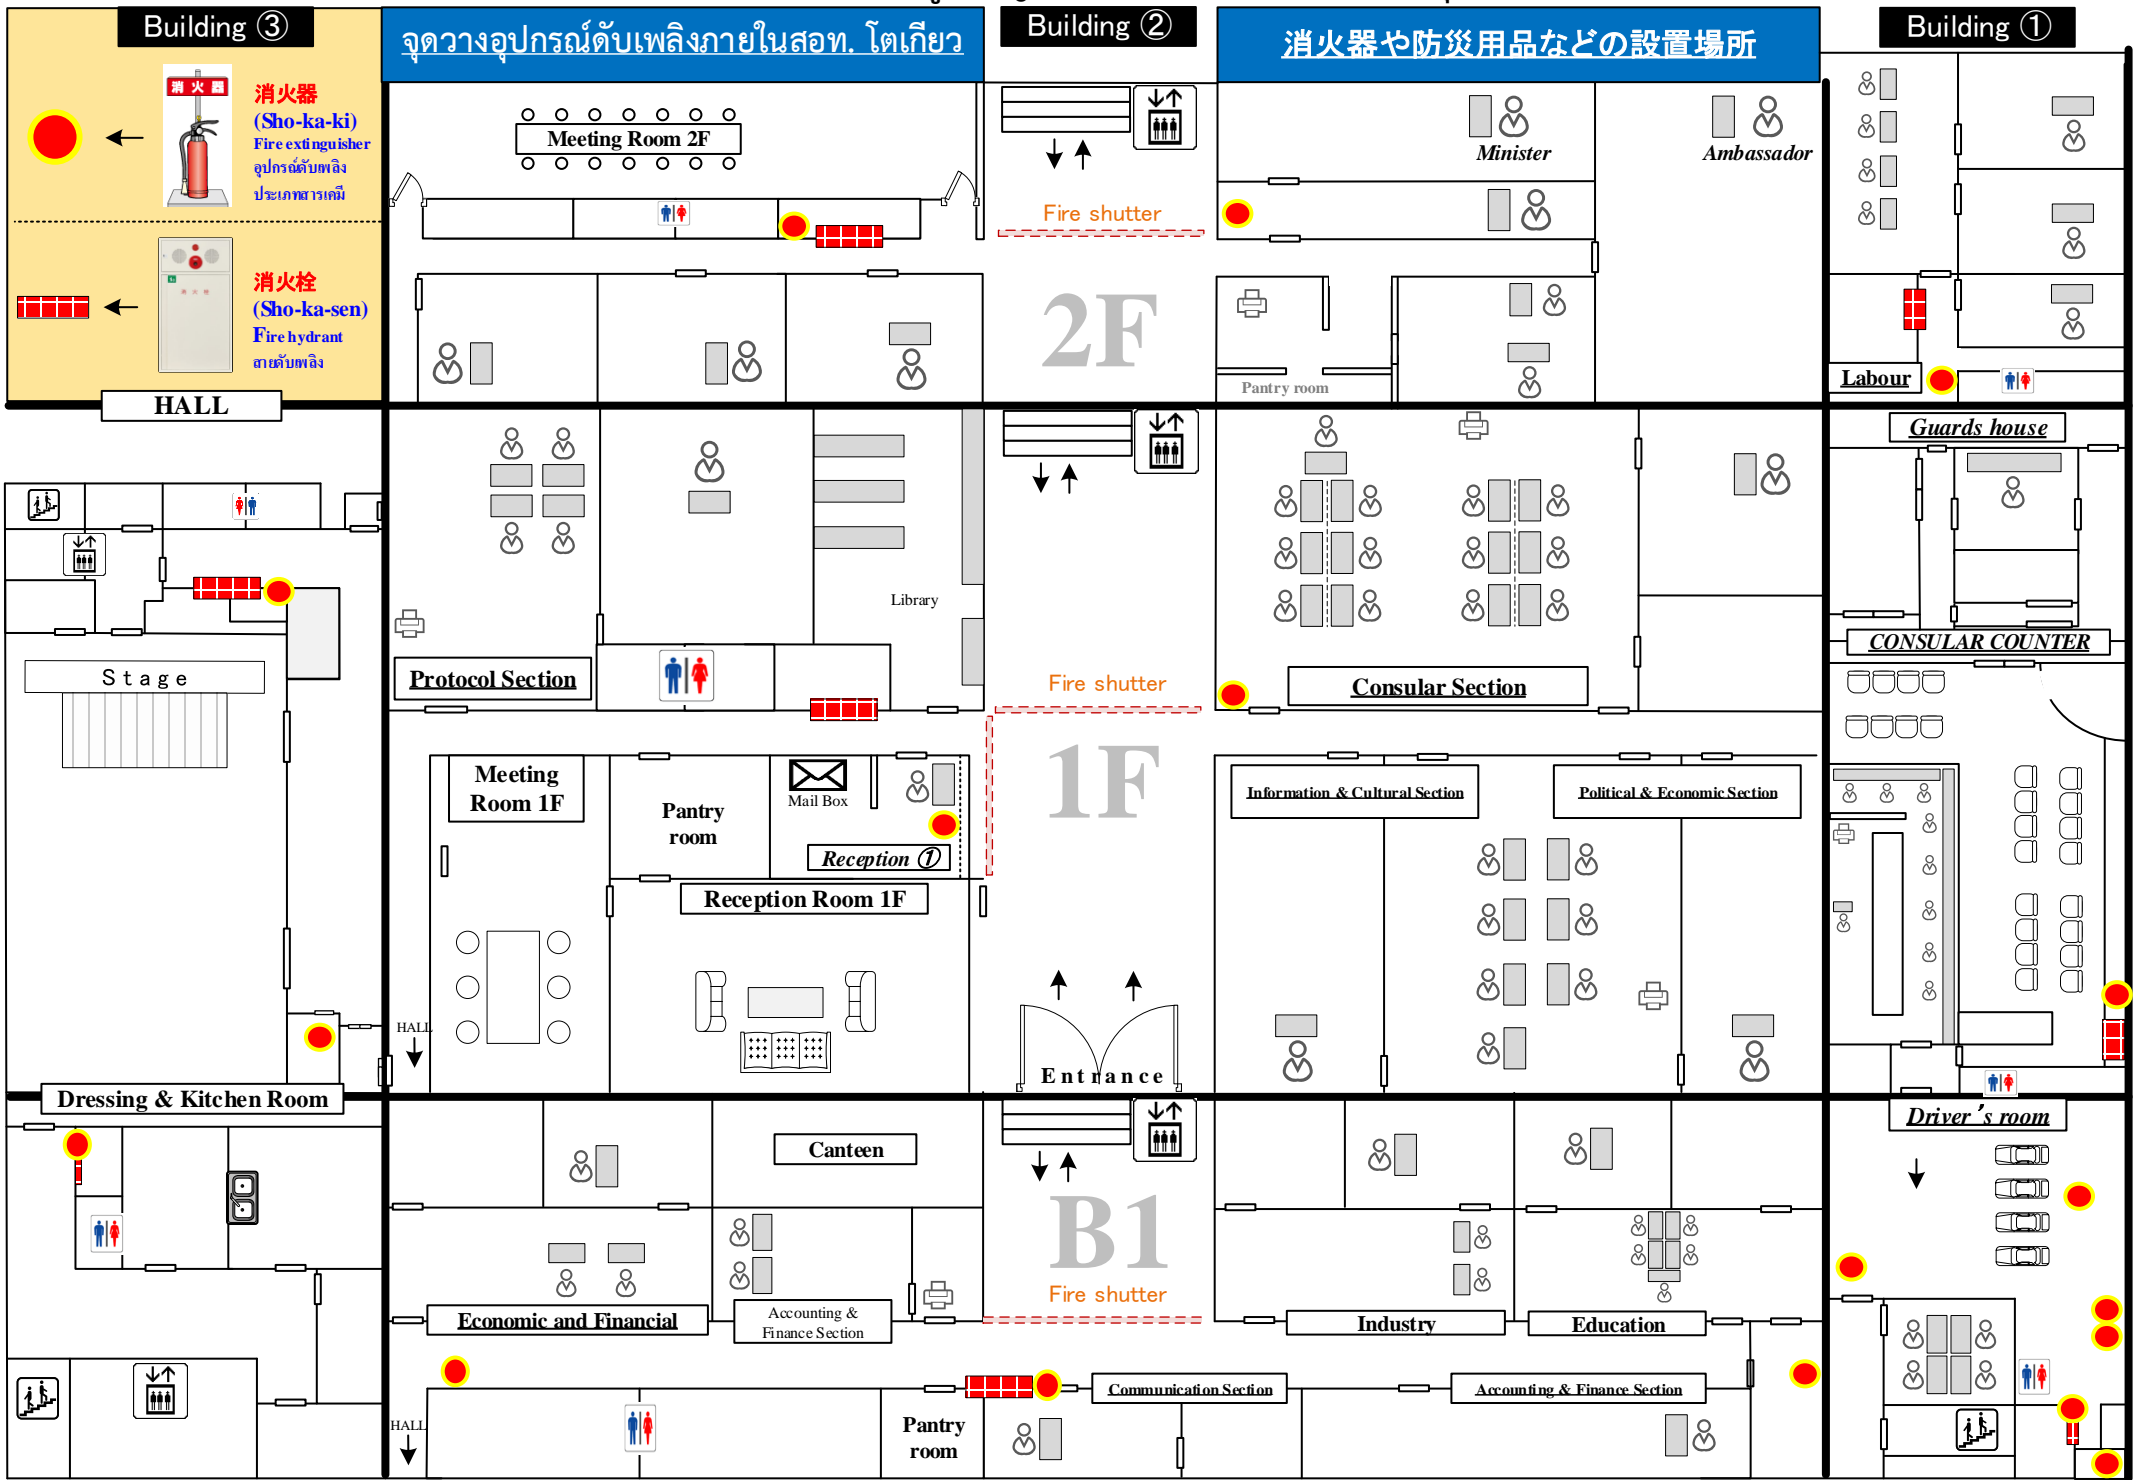 Building ③
จุดวางอุปกรณ์ดับเพลิงภายในสอท. โตเกียว
Building ②
消火器や防災用品などの設置場所
Building ①
消火器
消火器
(Sho-ka-ki)
Fire extinguisher
อุปกรณ์ดับเพลิง
ประเภทสารเคมี
消火栓
(Sho-ka-sen)
Fire hydrant
สายดับเพลิง
Meeting Room 2F
Fire shutter
2F
Minister
Ambassador
Pantry room
Labour
HALL
Stage
Protocol Section
Library
Fire shutter
1F
Consular Section
Guards house
CONSULAR COUNTER
Meeting
Room 1F
Pantry
room
Mail Box
Reception ①
Reception Room 1F
Information & Cultural Section
Political & Economic Section
HALL
Entrance
Dressing & Kitchen Room
Canteen
B1
Fire shutter
Economic and Financial
Accounting &
Finance Section
Industry
Education
Driver's room
HALL
Pantry
room
Communication Section
Accounting & Finance Section